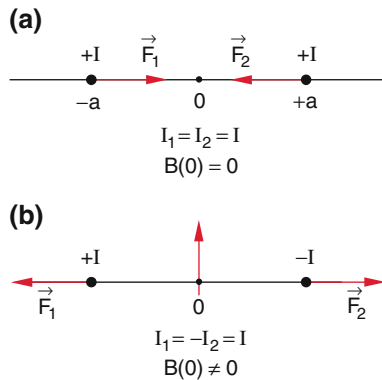 (a)
+I F⃗₁ F⃗₂ +I
−a 0 +a
I₁ = I₂ = I
B(0) = 0
(b)
+I −I
F⃗₁ 0 F⃗₂
I₁ = −I₂ = I
B(0) ≠ 0